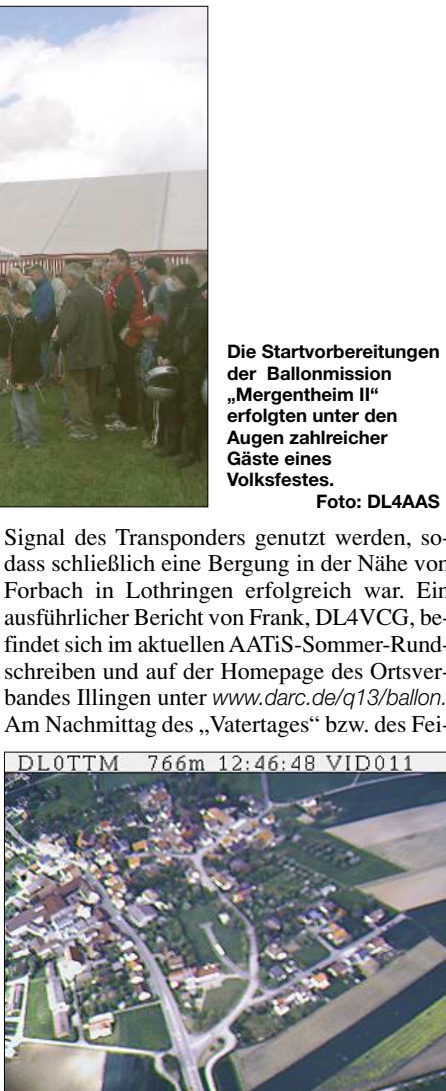 Die Startvorbereitungen
der Ballonmission
„Mergentheim II“
erfolgten unter den
Augen zahlreicher
Gäste eines
Volksfestes.
Foto: DL4AAS
Signal des Transponders genutzt werden, so-
dass schließlich eine Bergung in der Nähe von
Forbach in Lothringen erfolgreich war. Ein
ausführlicher Bericht von Frank, DL4VCG, be-
findet sich im aktuellen AATiS-Sommer-Rund-
schreiben und auf der Homepage des Ortsver-
bandes Illingen unter www.darc.de/q13/ballon.
Am Nachmittag des „Vatertages“ bzw. des Fei-
DL0TTM 766m 12:46:48 VID011